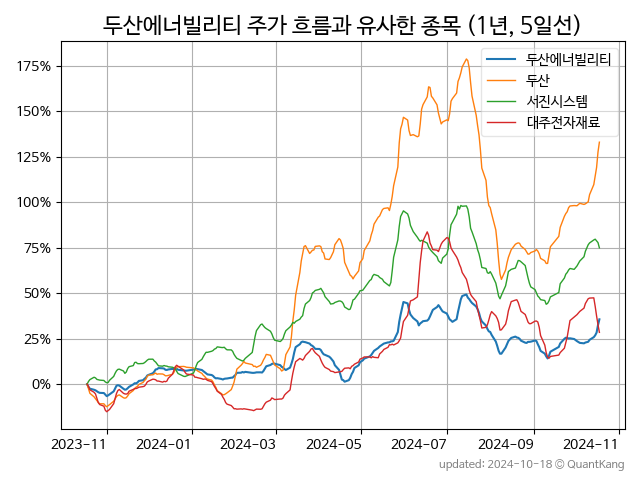 두산에너빌리티 주가 흐름과 유사한 종목 (1년, 5일선)
두산에너빌리티
두산
서진시스템
대주전자재료
175%
150%
125%
100%
75%
50%
25%
0%
2023-11 2024-01 2024-03 2024-05 2024-07 2024-09 2024-11
updated: 2024-10-18 © QuantKang